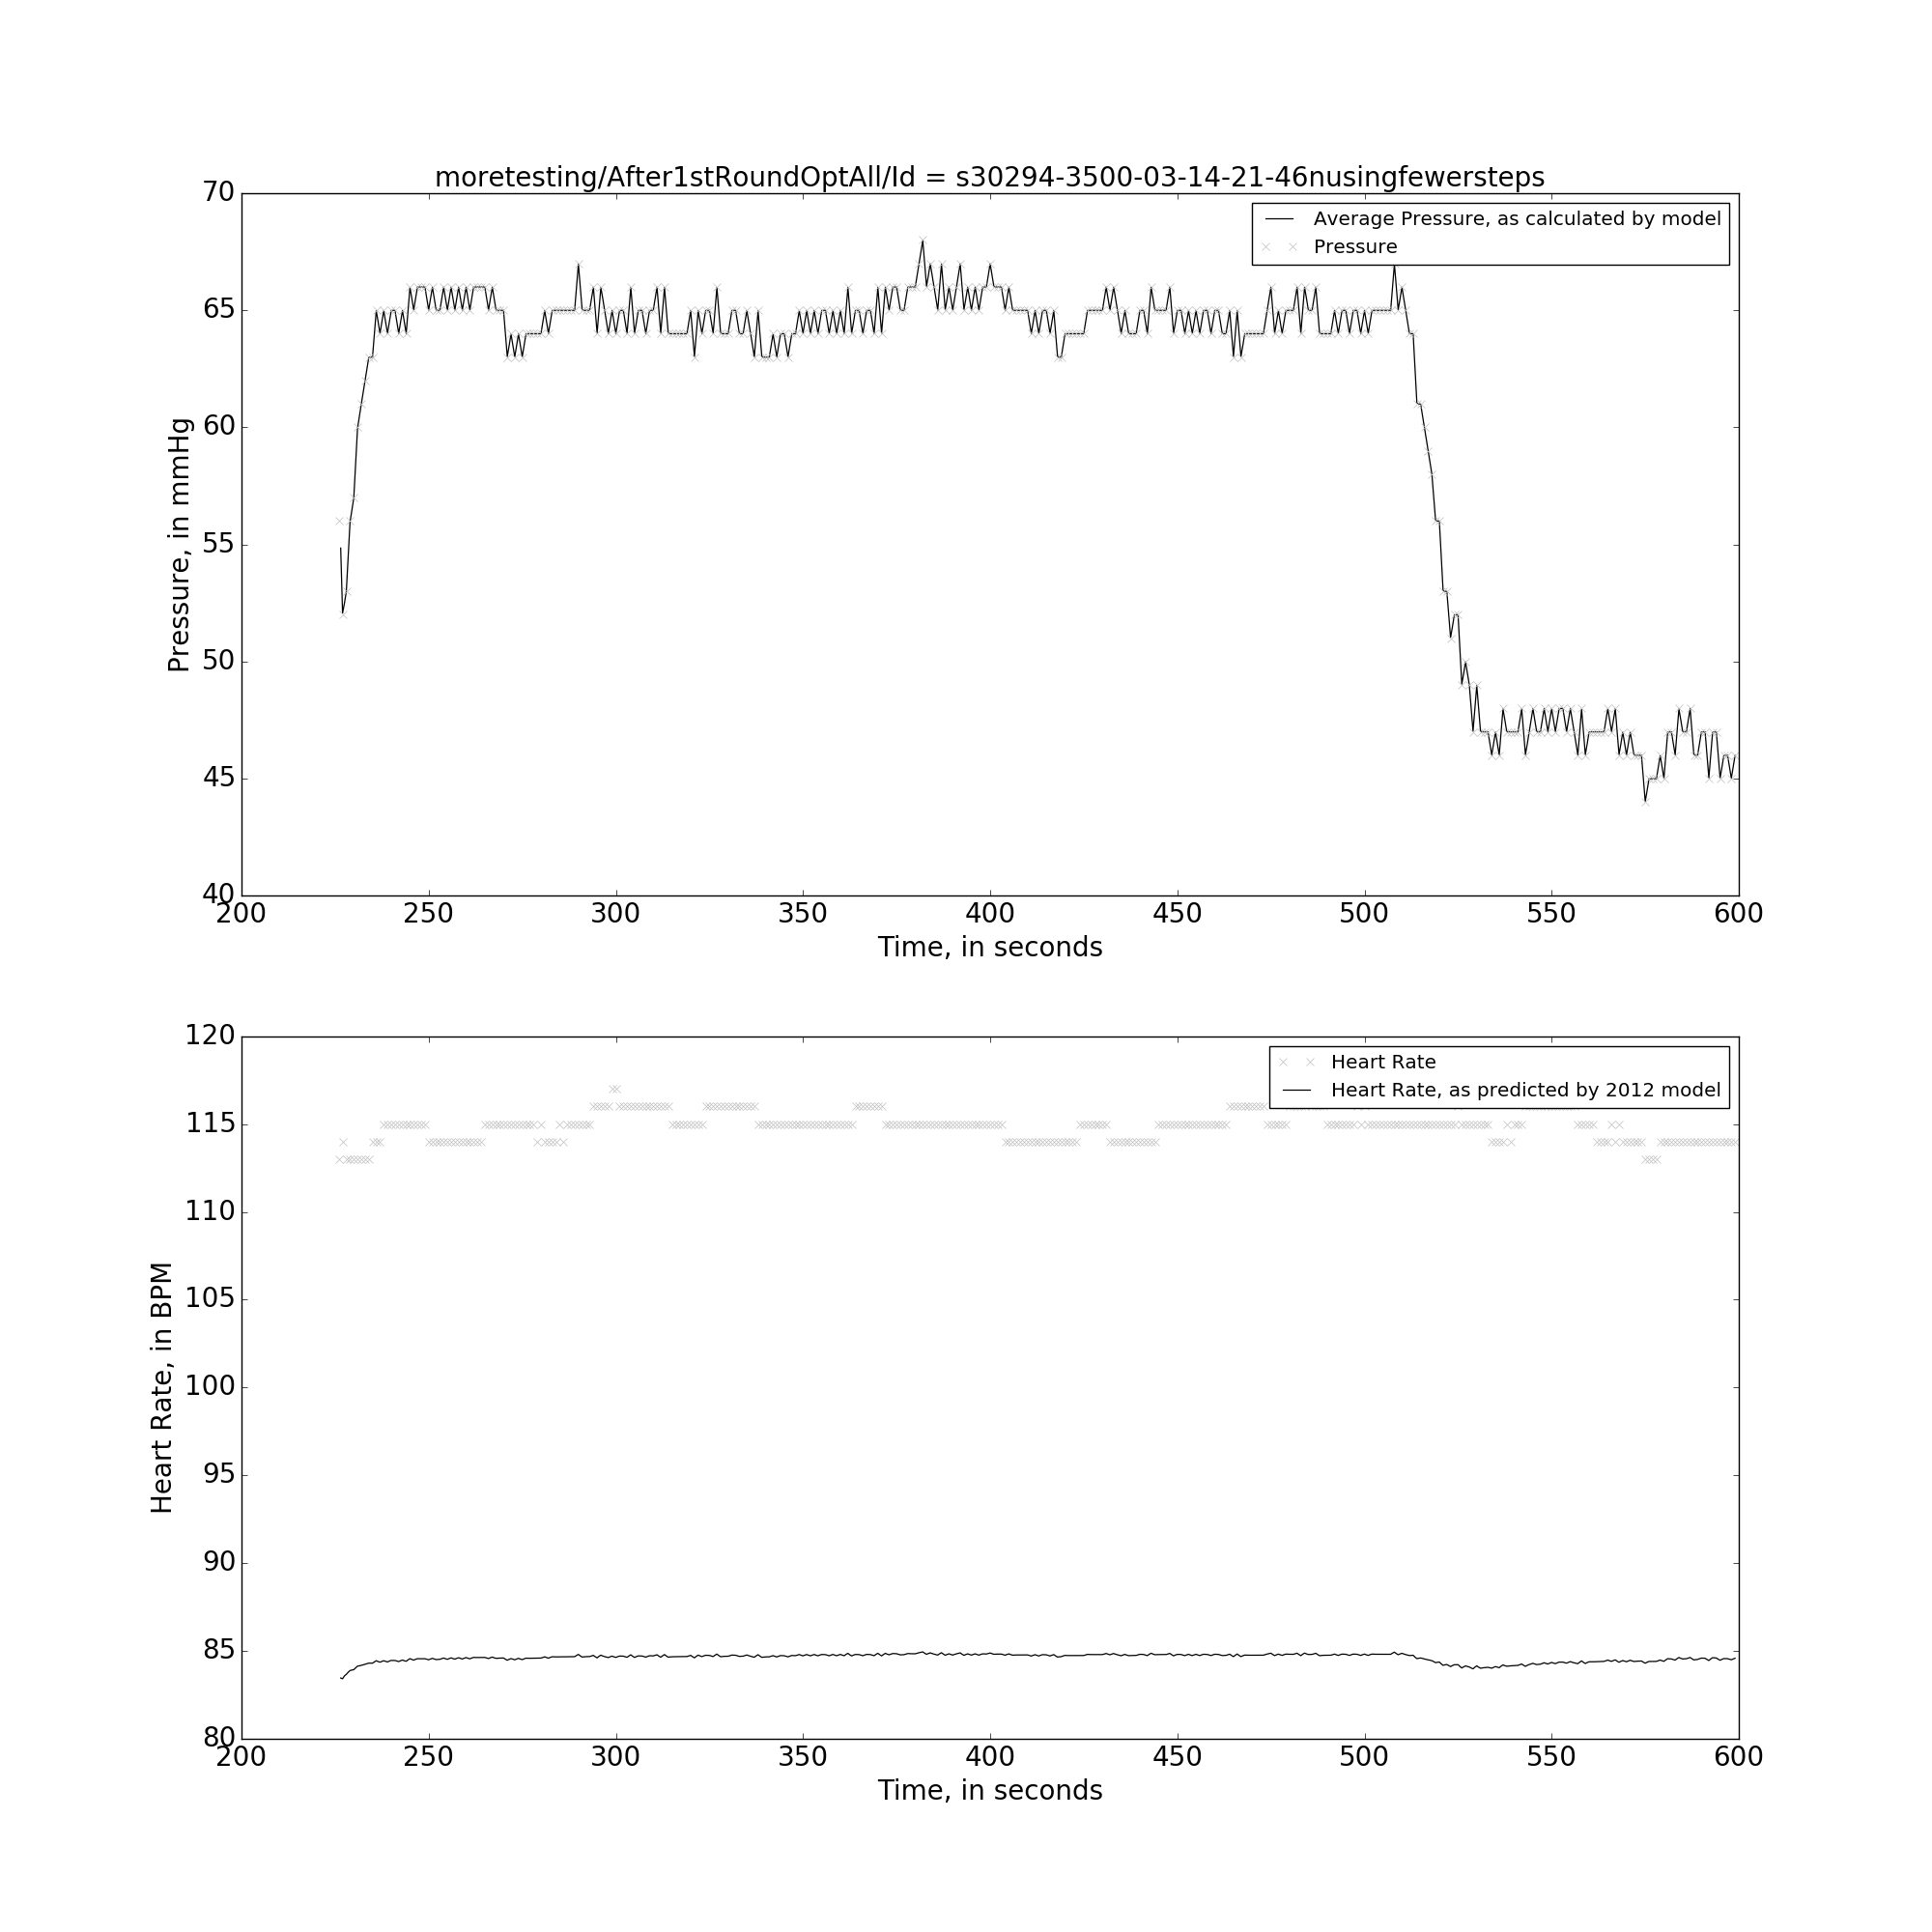 moretesting/After1stRoundOptAll/Id = s30294-3500-03-14-21-46nusingfewersteps
Average Pressure, as calculated by model
Pressure
Pressure, in mmHg
70
65
60
55
50
45
40
200 250 300 350 400 450 500 550 600
Time, in seconds
Heart Rate
Heart Rate, as predicted by 2012 model
Heart Rate, in BPM
120
115
110
105
100
95
90
85
80
200 250 300 350 400 450 500 550 600
Time, in seconds